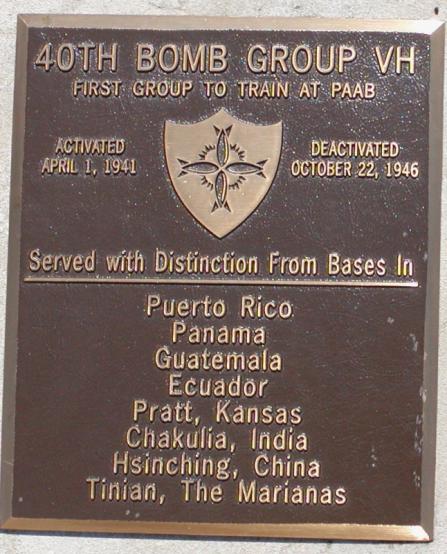 40TH BOMB GROUP VH
FIRST GROUP TO TRAIN AT PAAB
ACTIVATED
APRIL 1, 1941
DEACTIVATED
OCTOBER 22, 1946
Served with Distinction From Bases In
Puerto Rico
Panama
Guatemala
Ecuador
Pratt, Kansas
Chakulia, India
Hsinching, China
Tinian, The Marianas